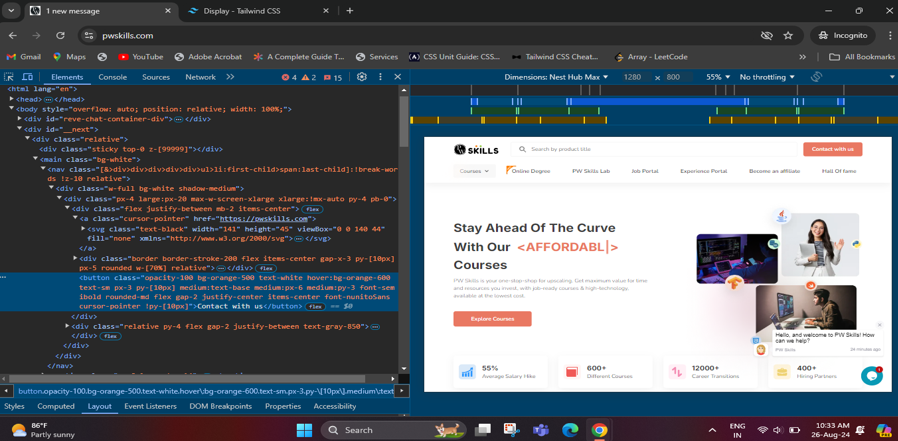 1 new message
Display - Tailwind CSS
pwskills.com
Incognito
Gmail
Maps
YouTube
Adobe Acrobat
A Complete Guide T...
Services
CSS Unit Guide: CSS...
Tailwind CSS Cheat...
Array - LeetCode
All Bookmarks
Elements
Console
Sources
Network
4
2
15
Dimensions: Nest Hub Max
1280
×
800
55%
No throttling
<html lang="en">
<head>
</head>
<body style="overflow: auto; position: relative; width: 100%;">
<div id="reve-chat-container-div">
</div>
<div id="__next">
<div class="relative">
<div class="sticky top-0 z-[99999]"></div>
<main class="bg-white">
<nav class="[&>div>div>div>div>ul>li:first-child>span:last-child]:!break-wor
ds !z-10 relative">
<div class="w-full bg-white shadow-medium">
<div class="px-4 large:px-20 max-w-screen-xlarge xlarge:mx-auto py-4 pb-0">
<div class="flex justify-between mb-2 items-center">
flex
<a class="cursor-pointer" href="https://pwskills.com">
<svg class="text-black" width="141" height="45" viewBox="0 0 140 44"
fill="none" xmlns="http://www.w3.org/2000/svg">
</svg>
</a>
<div class="border border-stroke-200 flex items-center gap-x-3 py-[10px]
px-5 rounded w-[70%] relative">
</div>
flex
<button class="opacity-100 bg-orange-500 text-white hover:bg-orange-600
text-sm px-3 py-[10px] medium:text-base medium:px-6 medium:py-3 font-sem
ibold rounded-md flex gap-2 justify-center items-center font-nunitoSans
cursor-pointer !py-[10px]">Contact with us</button>
flex
== $0
</div>
<div class="relative py-4 flex gap-2 justify-between text-gray-850">
</div>
flex
</div>
</div>
</nav>
button.opacity-100.bg-orange-500.text-white.hover\:bg-orange-600.text-sm.px-3.py-\[10px\].medium\:text
Styles
Computed
Layout
Event Listeners
DOM Breakpoints
Properties
Accessibility
SKILLS
Search by product title
Contact with us
Courses
Online Degree
PW Skills Lab
Job Portal
Experience Portal
Become an affiliate
Hall of fame
Stay Ahead Of The Curve
With Our <AFFORDABL|>
Courses
PW Skills is your one-stop-shop for upscaling. Get maximum value for time
and resources you invest, with job-ready courses & high-technology,
available at the lowest cost.
Explore Courses
Hello, and welcome to PW Skills! How
can we help?
PW Skills
1
55%
Average Salary Hike
600+
Different Courses
12000+
Career Transitions
400+
Hiring Partners
86°F
Partly sunny
Search
ENG
IN
10:33 AM
26-Aug-24